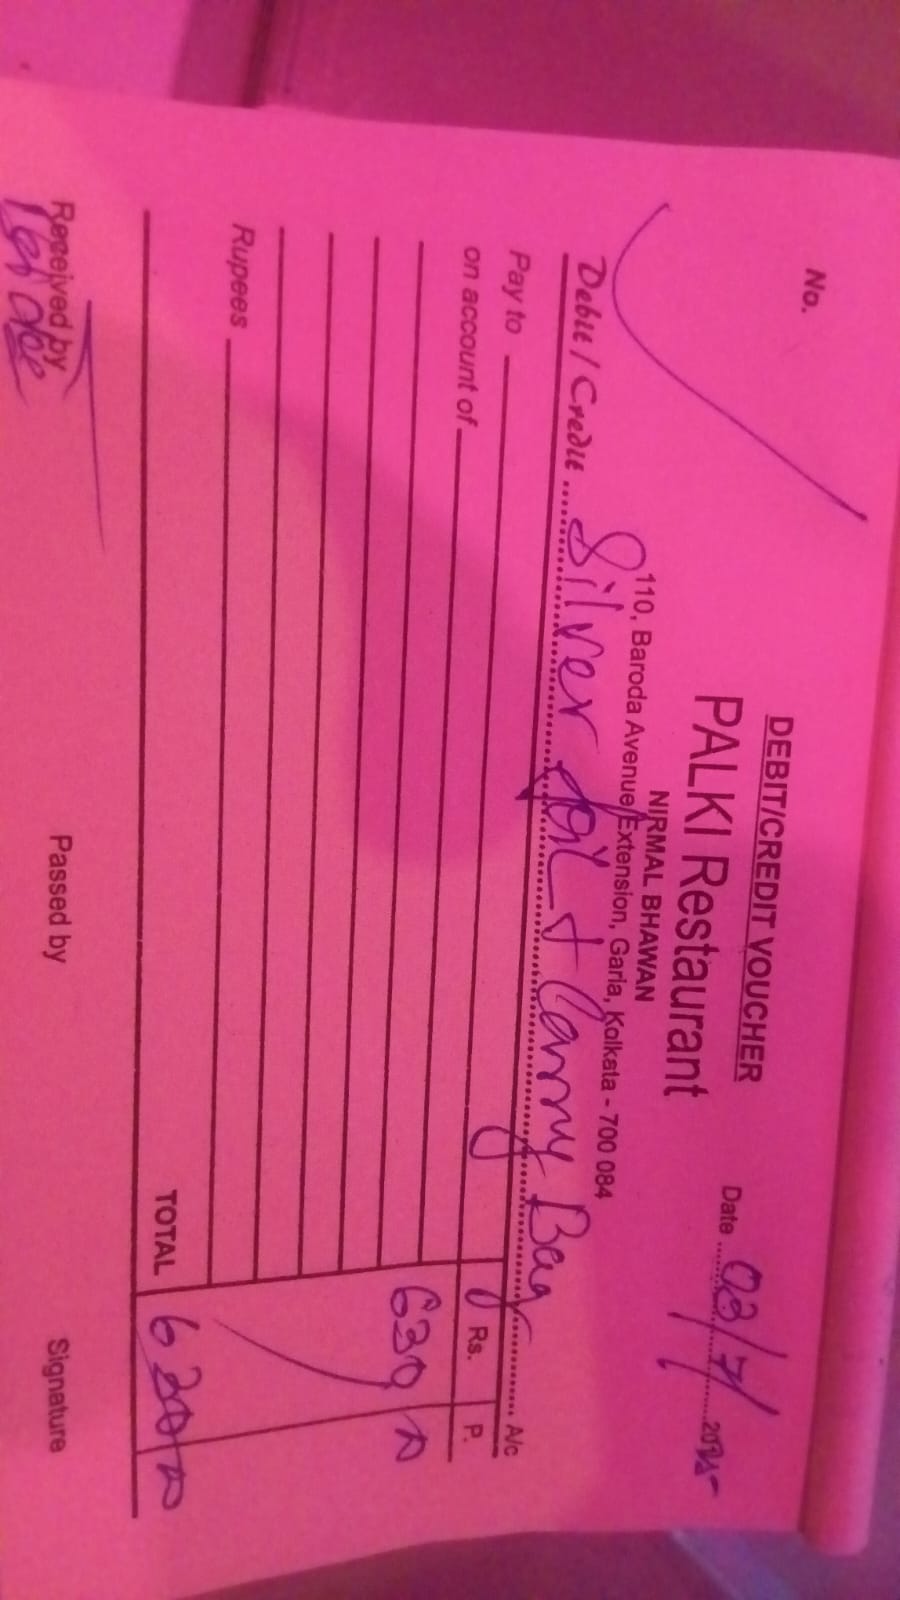 No.
DEBIT/CREDIT VOUCHER
PALKI Restaurant
NIRMAL BHAWAN
110, Baroda Avenue Extension, Garia, Kolkata - 700 084
Date 03/7/ 2025
Debit / Credit Silver foil + Carry Bag A/c
Pay to
on account of
Rs. P.
630
Rupees
TOTAL 630
Received by
Passed by
Signature